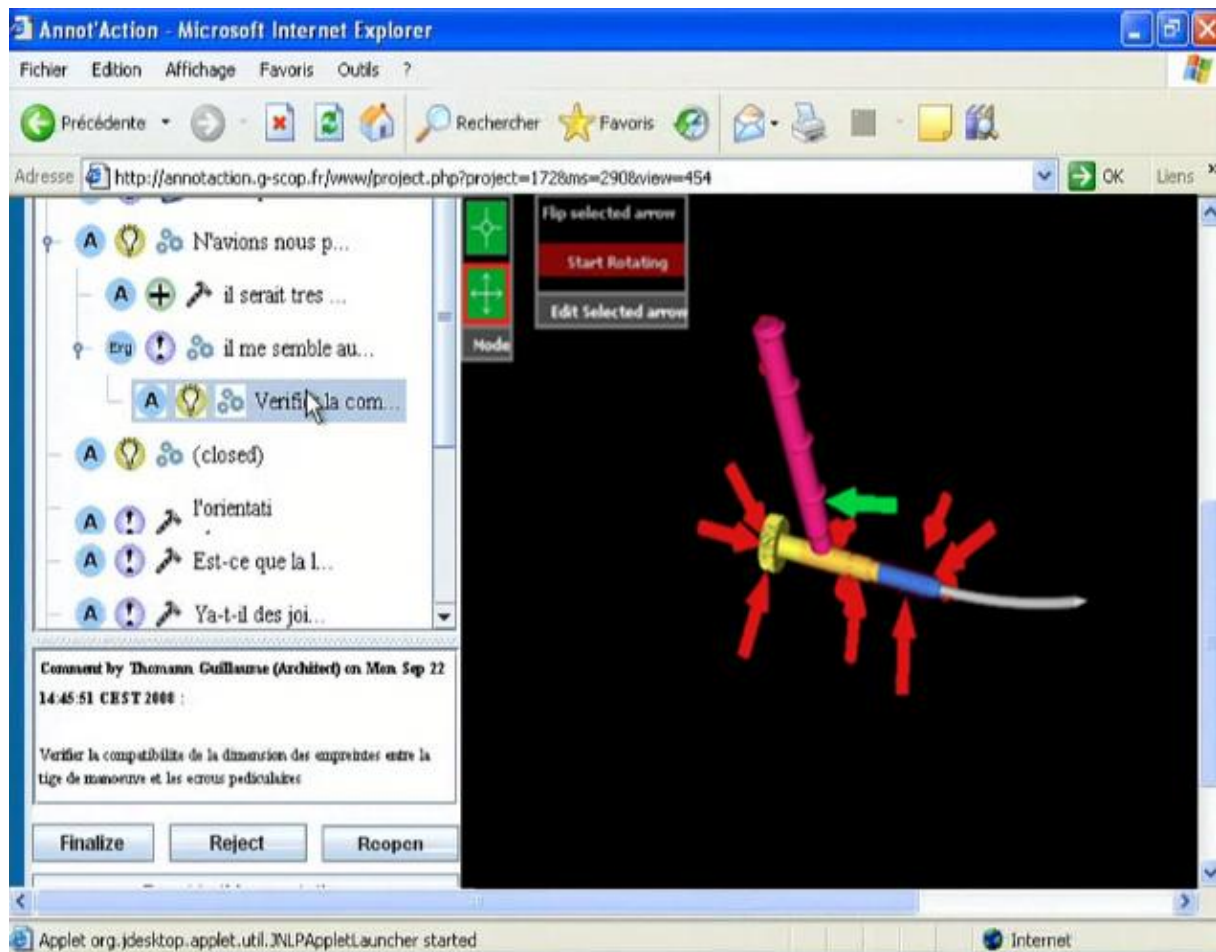 Annot'Action - Microsoft Internet Explorer
Fichier Edition Affichage Favoris Outils ?
Précédente Rechercher Favoris
Adresse http://annotaction.g-scop.fr/www/project.php?project=172&ms=290&view=454 OK Liens »
A N'avions nous p...
A il serait tres ...
Erg il me semble au...
A la com...
A (closed)
A l'orientati
A Est-ce que la l...
A Ya-t-il des joi...
Comment by Thomann Guillaume (Architect) on Mon Sep 22
14:45:51 CEST 2008 :
Verifier la compatibilite de la dimension des empreintes entre la
tige de manoeuvre et les ecrous pediculaires
Finalize Reject Reopen
Flip selected arrow
Start Rotating
Edit Selected arrow
Mode
Applet org.jdesktop.applet.util.JNLPAppletLauncher started Internet